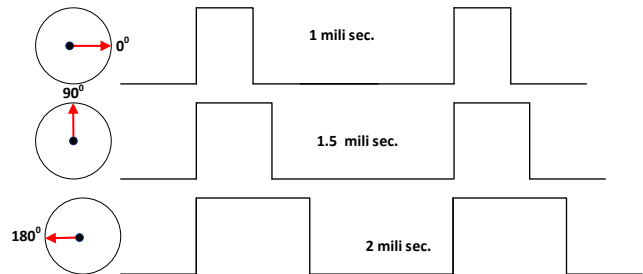 0⁰
1 mili sec.
90⁰
1.5 mili sec.
180⁰
2 mili sec.